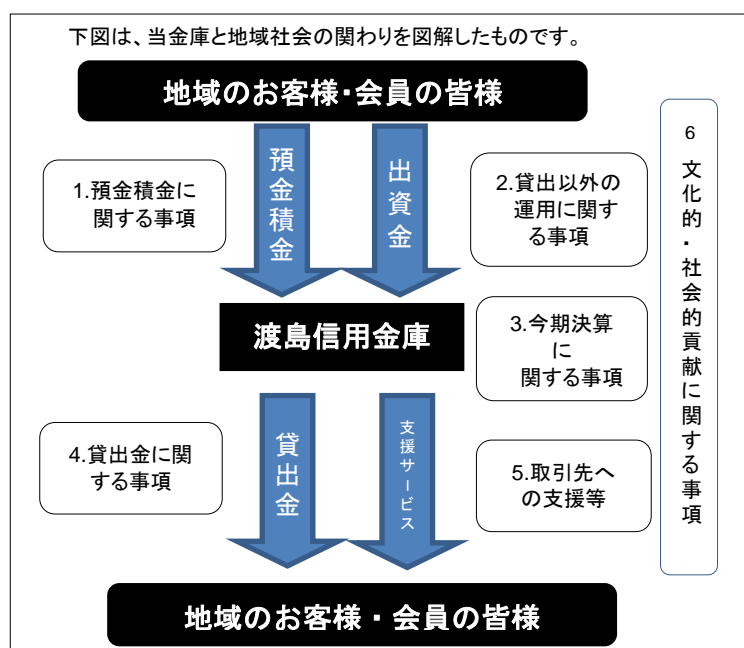 下図は、当金庫と地域社会の関わりを図解したものです。
地域のお客様・会員の皆様
預金積金
出資金
1.預金積金に
関する事項
2.貸出以外の
運用に関す
る事項
渡島信用金庫
3.今期決算
に
関する事項
貸出金
支援サービス
4.貸出金に関
する事項
5.取引先へ
の支援等
6 文化的・社会的貢献に関する事項
地域のお客様・会員の皆様